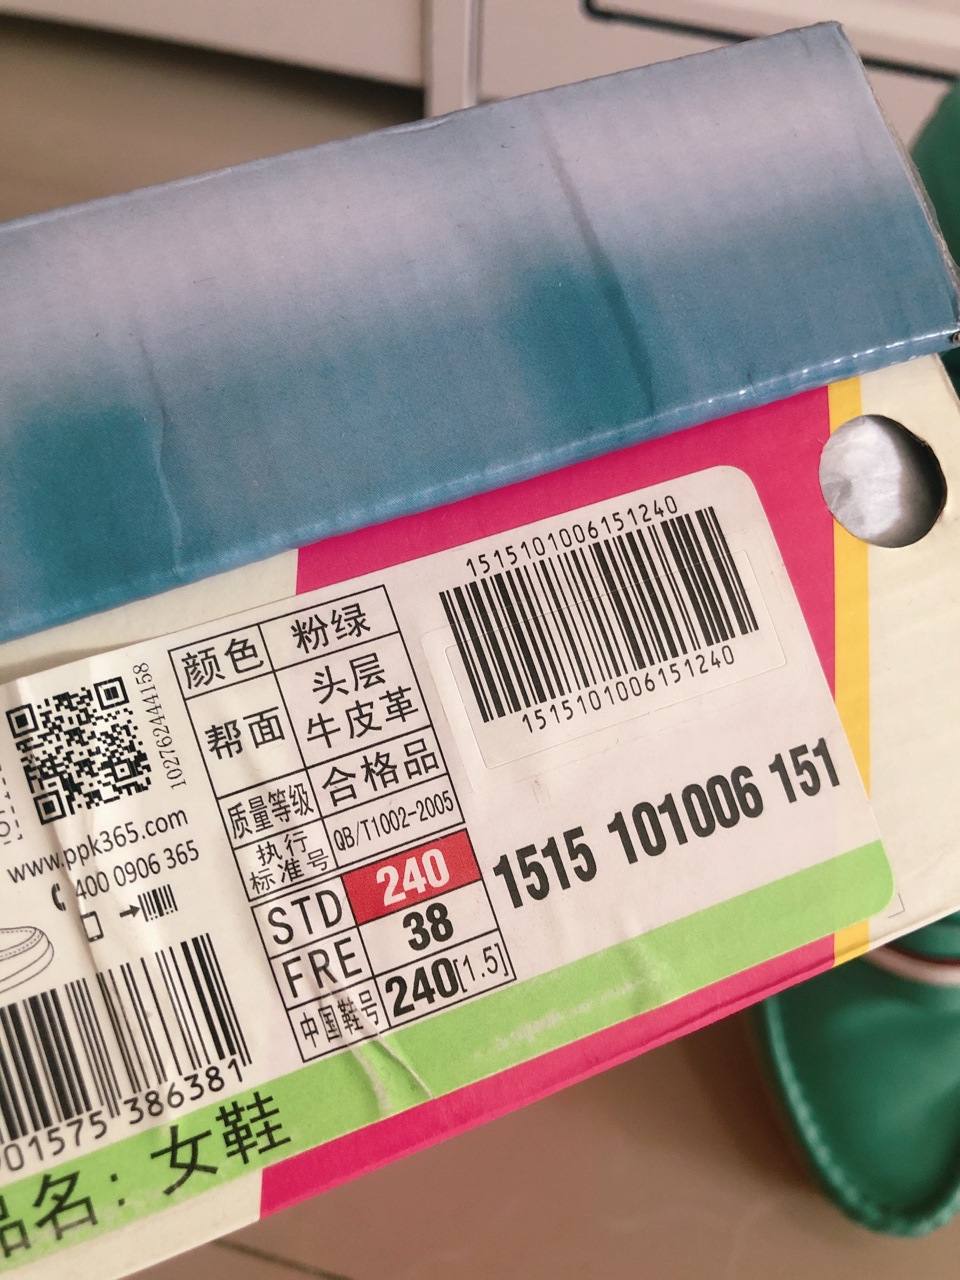 1515101006151240
1515101006151240
1515 101006 151
颜色 粉绿
帮面 头层
牛皮革
质量等级 合格品
执行
标准号 QB/T1002-2005
STD 240
FRE 38
中国鞋号 240[1.5]
102762444158
www.ppk365.com
400 0906 365
01575 386381
品名：女鞋